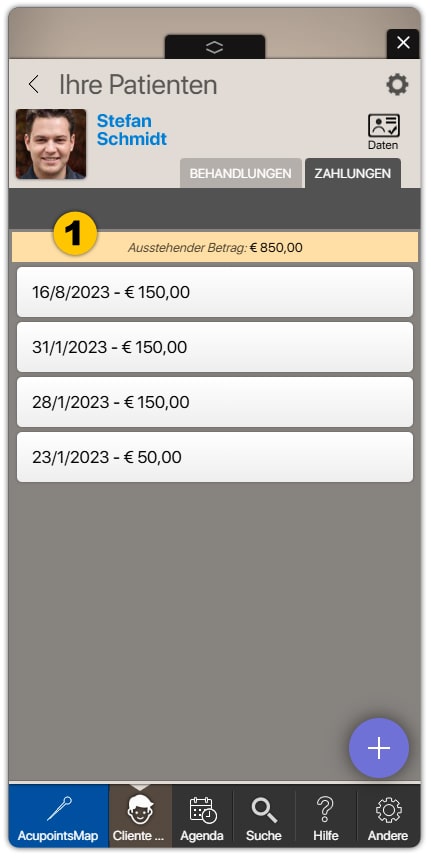 Ihre Patienten
Stefan
Schmidt
Daten
BEHANDLUNGEN
ZAHLUNGEN
1
Ausstehender Betrag: € 850,00
16/8/2023 - € 150,00
31/1/2023 - € 150,00
28/1/2023 - € 150,00
23/1/2023 - € 50,00
AcupointsMap
Cliente ...
Agenda
Suche
Hilfe
Andere